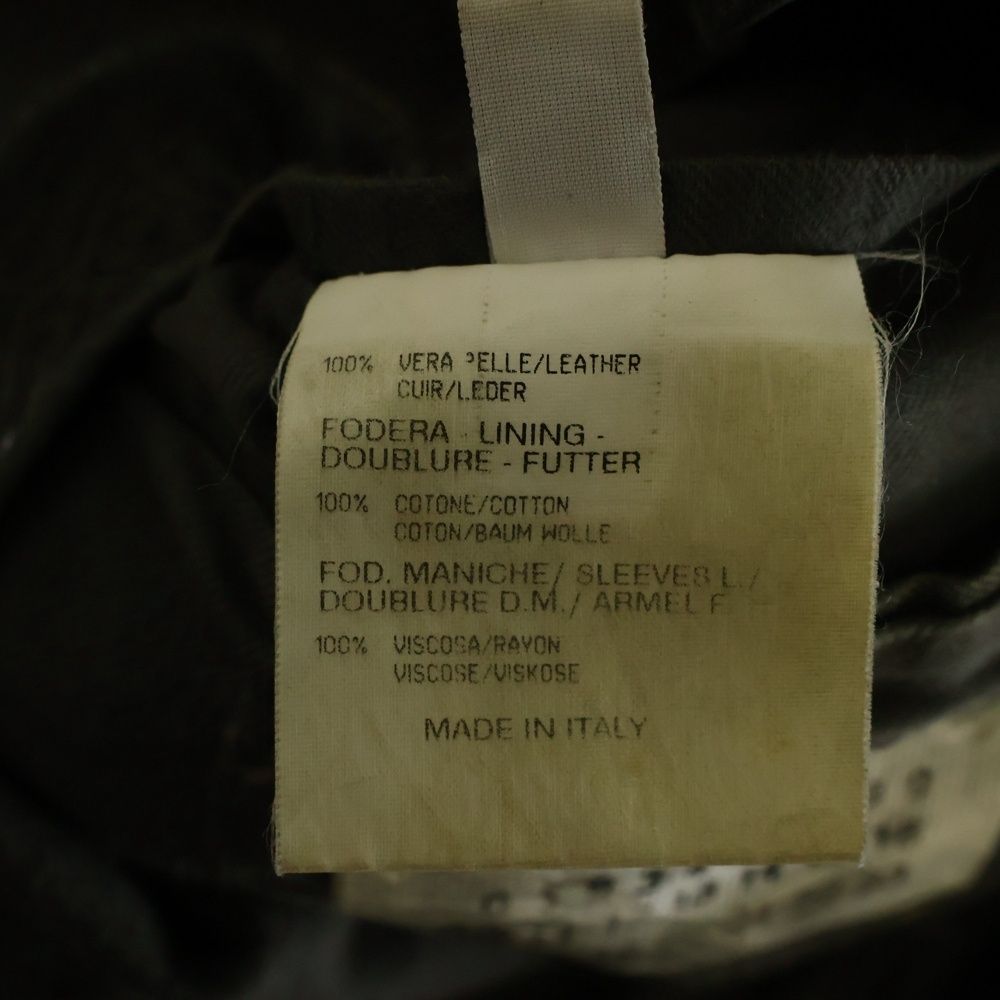 100% VERA PELLE/LEATHER
CUIR/LEDER
FODERA - LINING -
DOUBLURE - FUTTER
100% COTONE/COTTON
COTON/BAUM WOLLE
FOD. MANICHE/ SLEEVES L./
DOUBLURE D.M./ ARMEL F
100% VISCOSA/RAYON
VISCOSE/VISKOSE
MADE IN ITALY